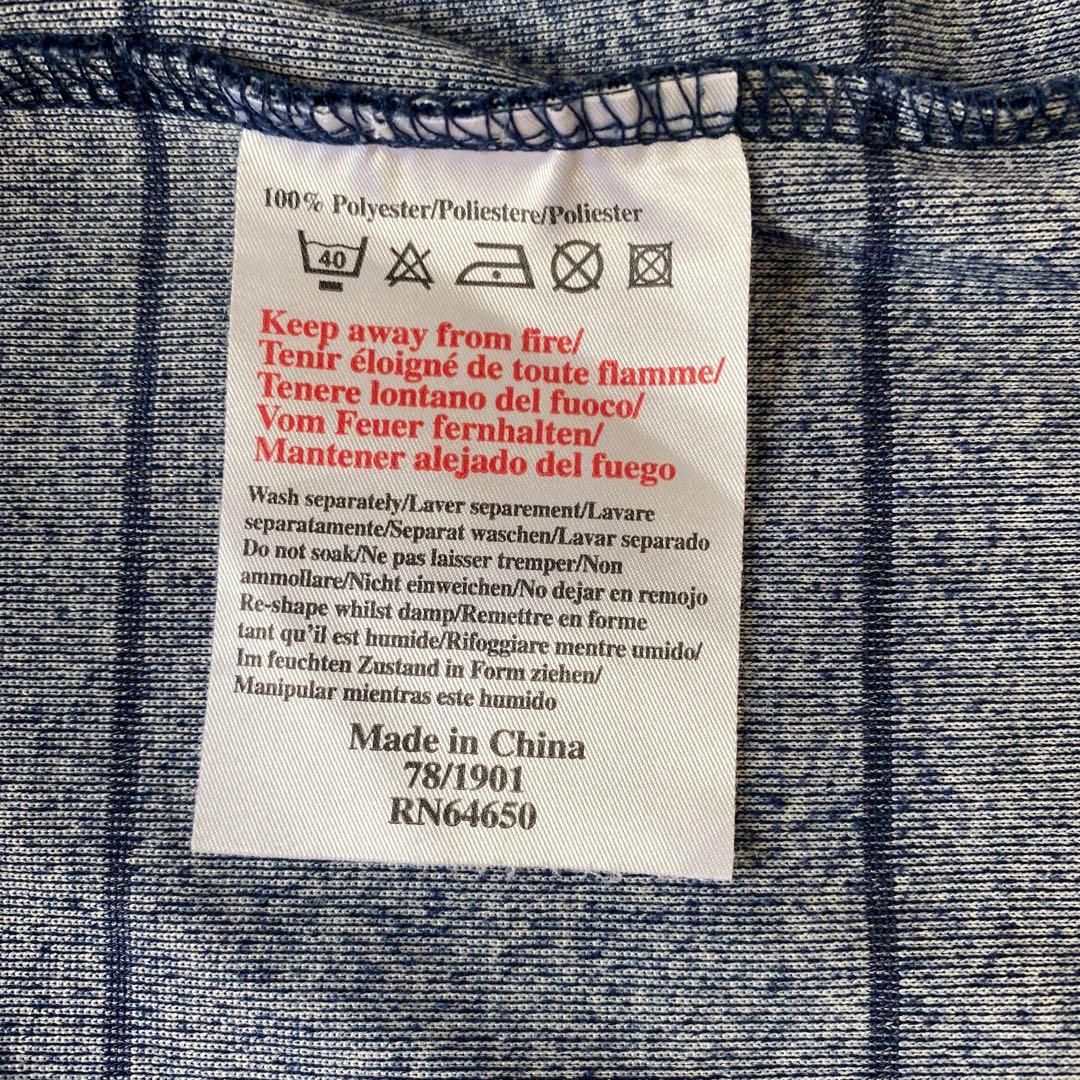 100% Polyester/Poliestere/Poliester
40
Keep away from fire/
Tenir éloigné de toute flamme/
Tenere lontano del fuoco/
Vom Feuer fernhalten/
Mantener alejado del fuego
Wash separately/Laver separement/Lavare
separatamente/Separat waschen/Lavar separado
Do not soak/Ne pas laisser tremper/Non
ammollare/Nicht einweichen/No dejar en remojo
Re-shape whilst damp/Remettre en forme
tant qu'il est humide/Rifoggiare mentre umido/
Im feuchten Zustand in Form ziehen/
Manipular mientras este humido
Made in China
78/1901
RN64650